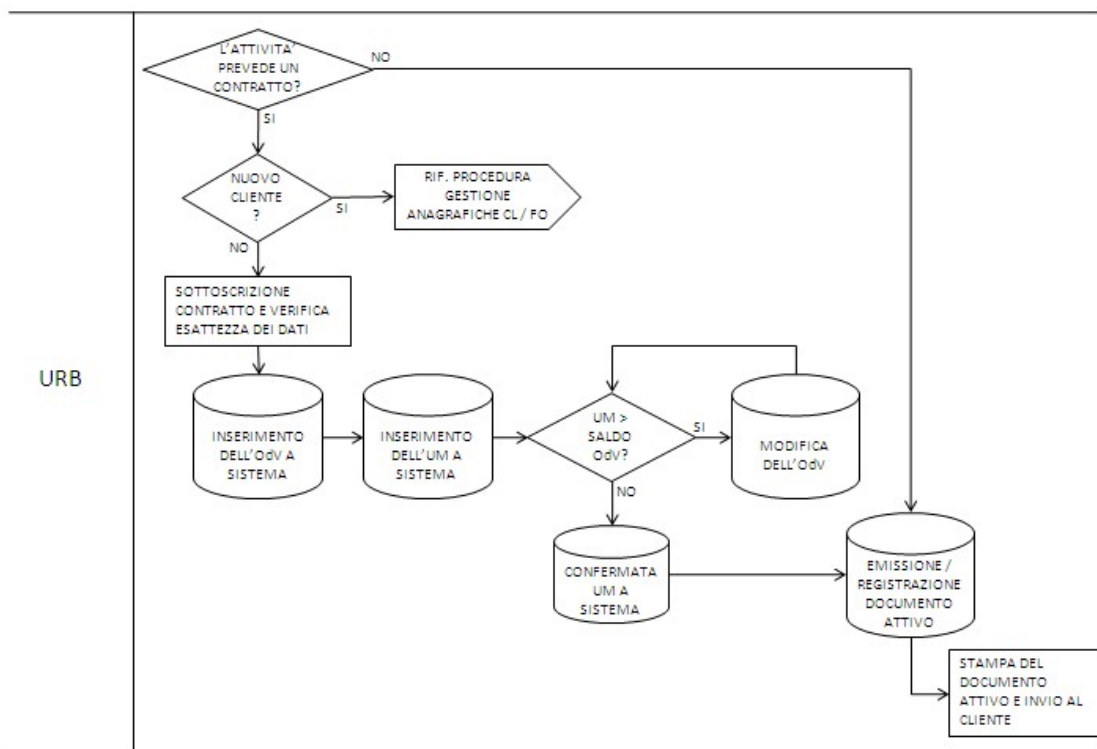 L'ATTIVITA'
PREVEDE UN
CONTRATTO?
NO
SI
NUOVO
CLIENTE
?
SI
RIF. PROCEDURA
GESTIONE
ANAGRAFICHE CL / FO
NO
SOTTOSCRIZIONE
CONTRATTO E VERIFICA
ESATTEZZA DEI DATI
URB
INSERIMENTO
DELL'OdV A
SISTEMA
INSERIMENTO
DELL'UM A
SISTEMA
UM >
SALDO
OdV?
SI
MODIFICA
DELL'OdV
NO
CONFERMATA
UM A
SISTEMA
EMISSIONE /
REGISTRAZIONE
DOCUMENTO
ATTIVO
STAMPA DEL
DOCUMENTO
ATTIVO E INVIO AL
CLIENTE